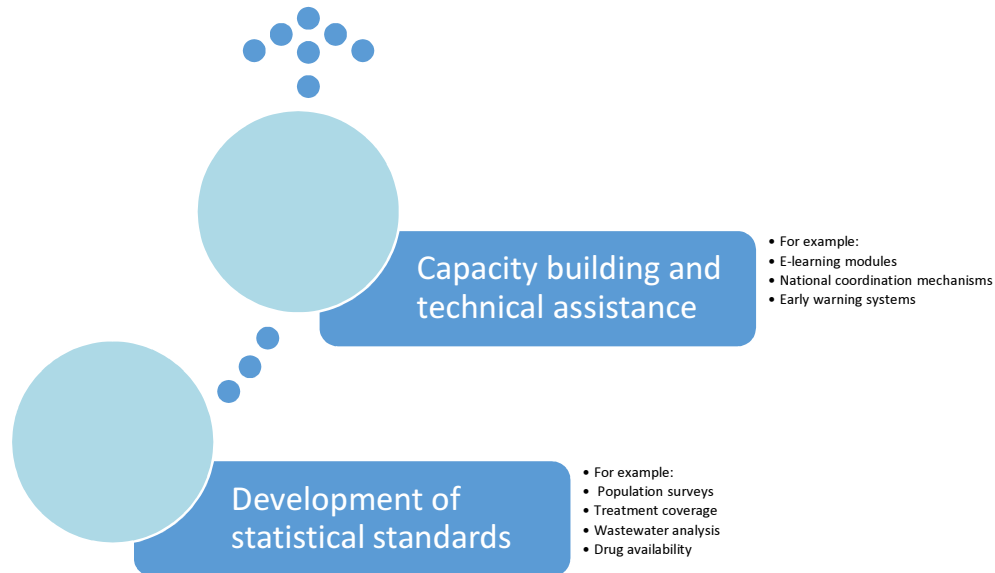 Capacity building and
technical assistance
• For example:
• E-learning modules
• National coordination mechanisms
• Early warning systems
Development of
statistical standards
• For example:
• Population surveys
• Treatment coverage
• Wastewater analysis
• Drug availability